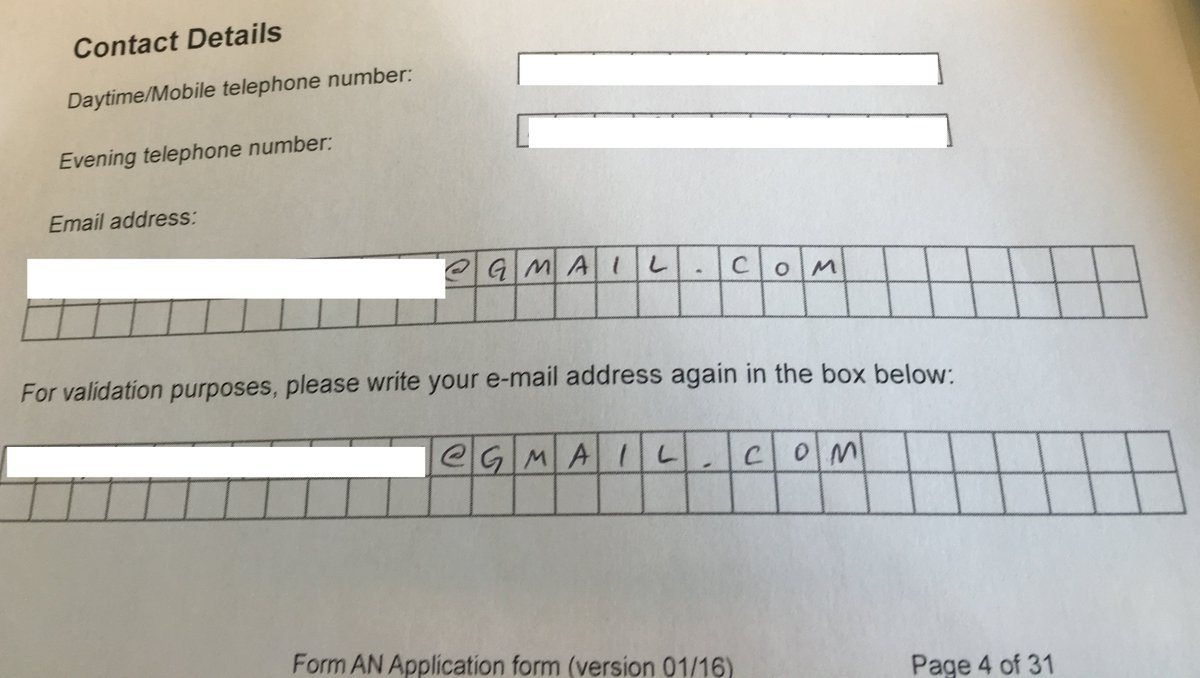 Contact Details
Daytime/Mobile telephone number:
Evening telephone number:
Email address:
@GMAIL.COM
For validation purposes, please write your e-mail address again in the box below:
@GMAIL.COM
Form AN Application form (version 01/16)
Page 4 of 31